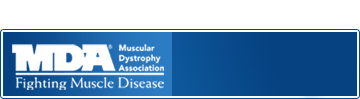 MDA®
Muscular
Dystrophy
Association
Fighting Muscle Disease